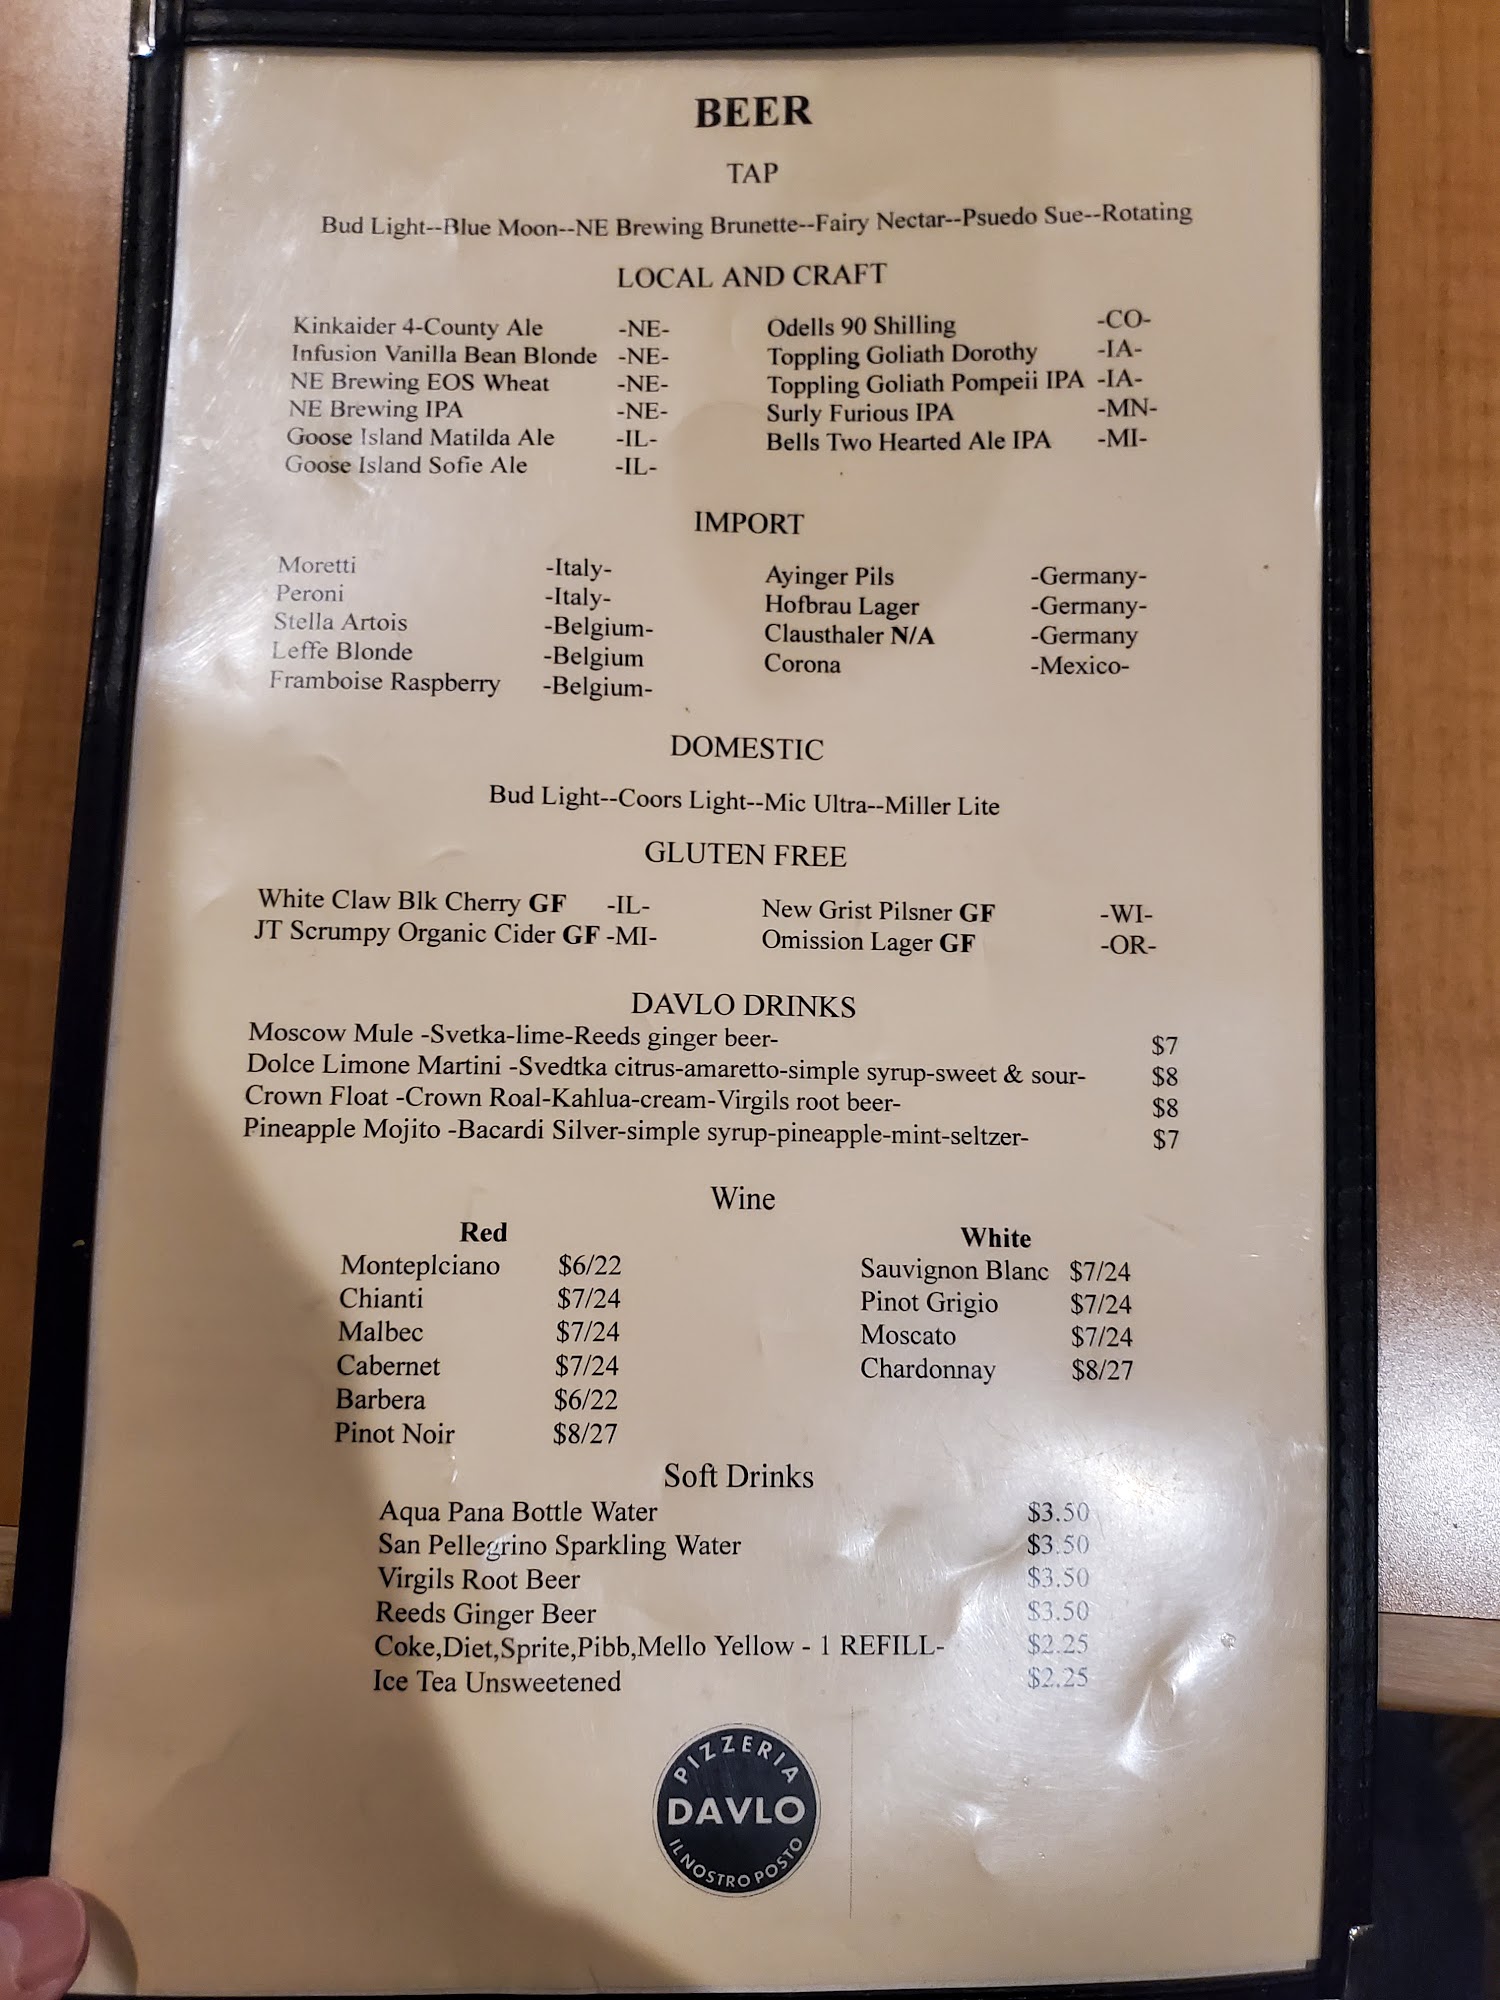 BEER
TAP
Bud Light--Blue Moon--NE Brewing Brunette--Fairy Nectar--Psuedo Sue--Rotating
LOCAL AND CRAFT
Kinkaider 4-County Ale -NE-
Infusion Vanilla Bean Blonde -NE-
NE Brewing EOS Wheat -NE-
NE Brewing IPA -NE-
Goose Island Matilda Ale -IL-
Goose Island Sofie Ale -IL-
Odells 90 Shilling -CO-
Toppling Goliath Dorothy -IA-
Toppling Goliath Pompeii IPA -IA-
Surly Furious IPA -MN-
Bells Two Hearted Ale IPA -MI-
IMPORT
Moretti -Italy-
Peroni -Italy-
Stella Artois -Belgium-
Leffe Blonde -Belgium
Framboise Raspberry -Belgium-
Ayinger Pils -Germany-
Hofbrau Lager -Germany-
Clausthaler N/A -Germany
Corona -Mexico-
DOMESTIC
Bud Light--Coors Light--Mic Ultra--Miller Lite
GLUTEN FREE
White Claw Blk Cherry GF -IL-
JT Scrumpy Organic Cider GF -MI-
New Grist Pilsner GF -WI-
Omission Lager GF -OR-
DAVLO DRINKS
Moscow Mule -Svetka-lime-Reeds ginger beer- $7
Dolce Limone Martini -Svedtka citrus-amaretto-simple syrup-sweet & sour- $8
Crown Float -Crown Roal-Kahlua-cream-Virgils root beer- $8
Pineapple Mojito -Bacardi Silver-simple syrup-pineapple-mint-seltzer- $7
Wine
Red
Monteplciano $6/22
Chianti $7/24
Malbec $7/24
Cabernet $7/24
Barbera $6/22
Pinot Noir $8/27
White
Sauvignon Blanc $7/24
Pinot Grigio $7/24
Moscato $7/24
Chardonnay $8/27
Soft Drinks
Aqua Pana Bottle Water $3.50
San Pellegrino Sparkling Water $3.50
Virgils Root Beer $3.50
Reeds Ginger Beer $3.50
Coke,Diet,Sprite,Pibb,Mello Yellow - 1 REFILL- $2.25
Ice Tea Unsweetened $2.25
PIZZERIA
DAVLO
IL NOSTRO POSTO